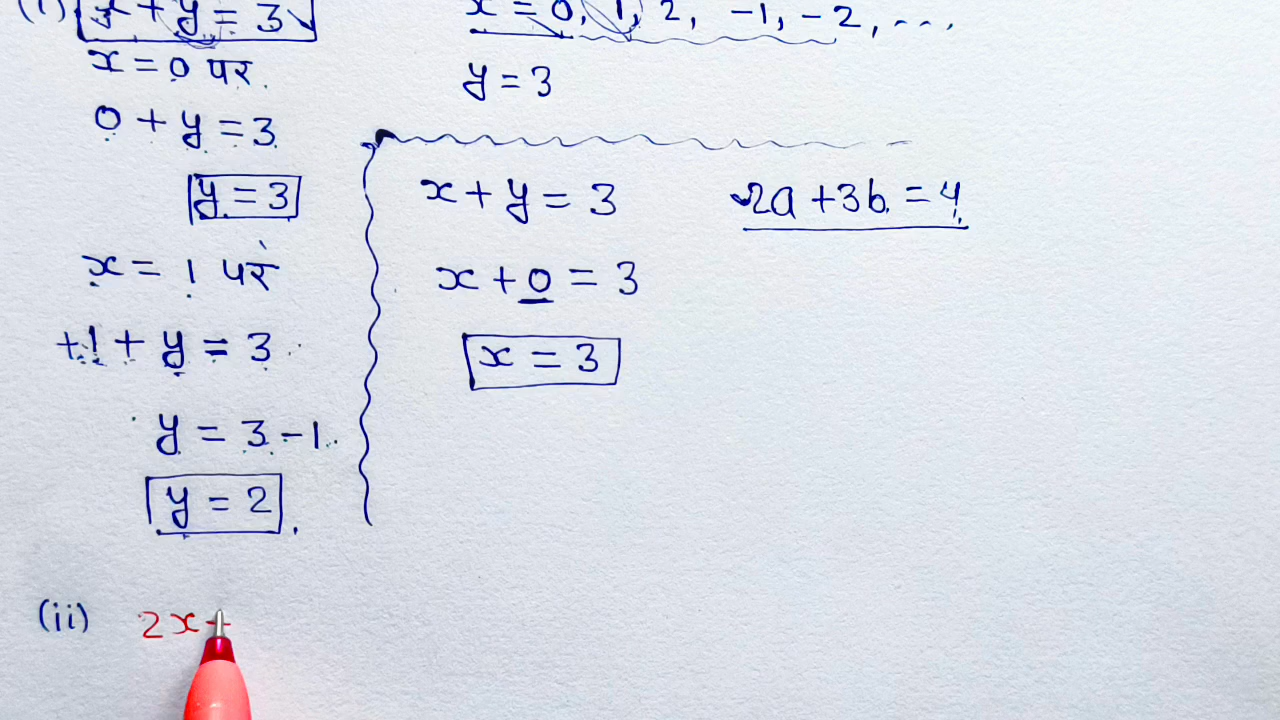 (i) x + y = 3
x = 0 पर
0 + y = 3
y = 3
x = 1 पर
+1 + y = 3
y = 3 - 1
y = 2
x = 0, 1, 2, -1, -2, ...
y = 3
x + y = 3
x + 0 = 3
x = 3
2a + 3b = 4
(ii) 2x +